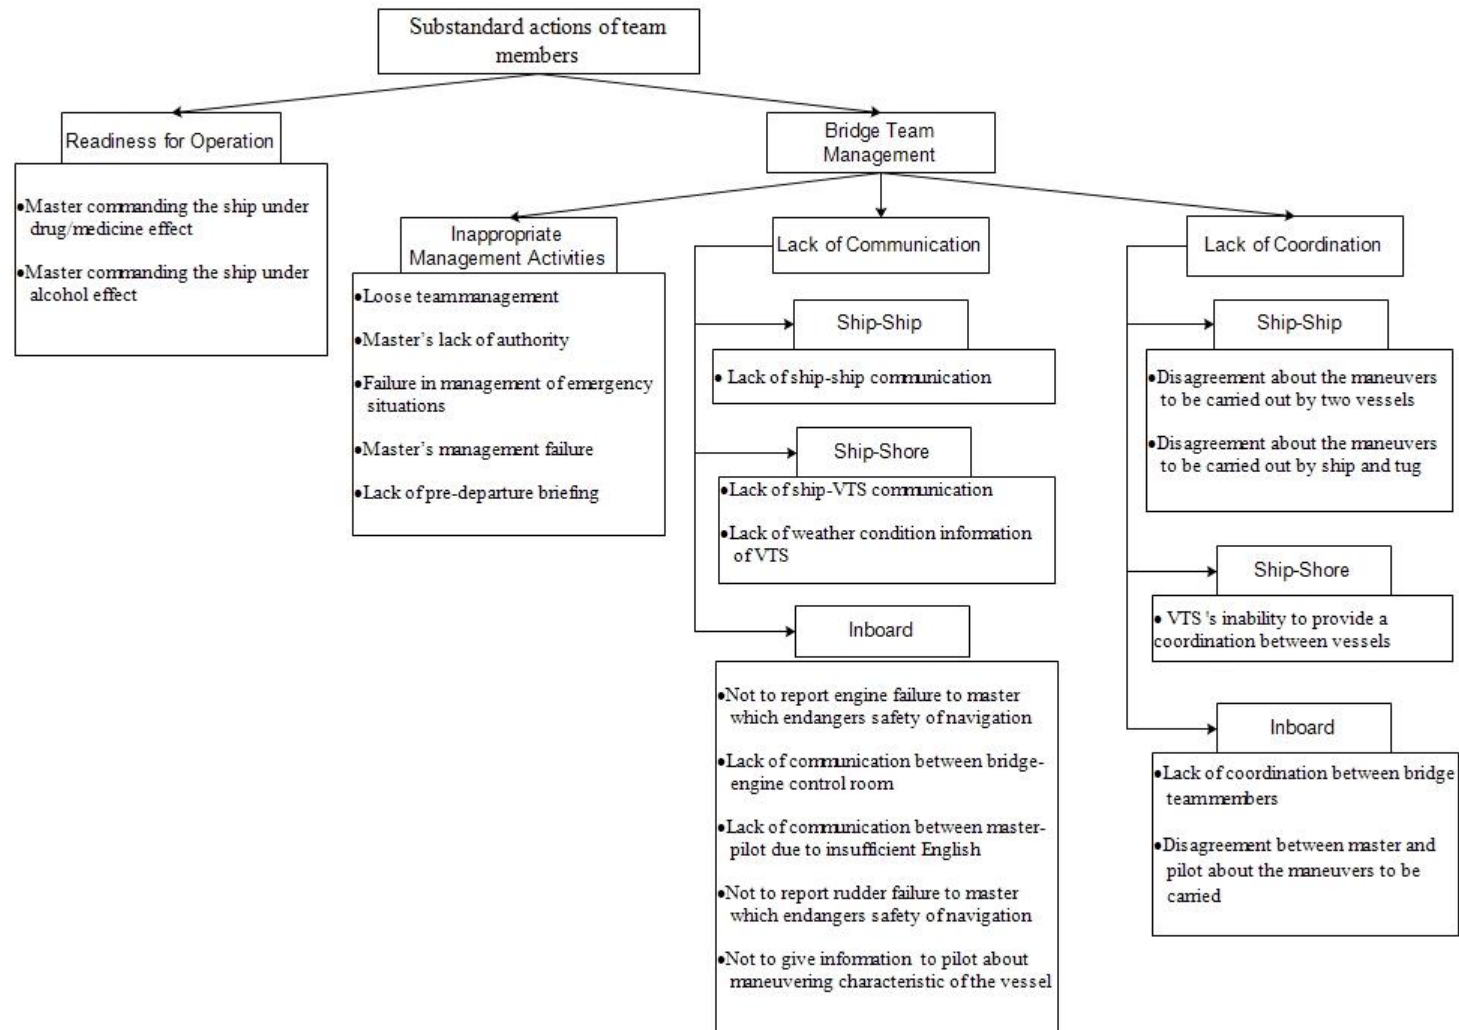 Substandard actions of team
members
Readiness for Operation
•Master commanding the ship under
drug/medicine effect
•Master commanding the ship under
alcohol effect
Bridge Team
Management
Inappropriate
Management Activities
•Loose teammanagement
•Master’s lack of authority
•Failure in management of emergency
situations
•Master’s management failure
•Lack of pre-departure briefing
Lack of Communication
Ship-Ship
• Lack of ship-ship communication
Ship-Shore
•Lack of ship-VTS communication
•Lack of weather condition information
of VTS
Inboard
•Not to report engine failure to master
which endangers safety of navigation
•Lack of communication between bridge-
engine control room
•Lack of communication between master-
pilot due to insufficient English
•Not to report rudder failure to master
which endangers safety of navigation
•Not to give information to pilot about
maneuvering characteristic of the vessel
Lack of Coordination
Ship-Ship
•Disagreement about the maneuvers
to be carried out by two vessels
•Disagreement about the maneuvers
to be carried out by ship and tug
Ship-Shore
• VTS 's inability to provide a
coordination between vessels
Inboard
•Lack of coordination between bridge
teammembers
•Disagreement between master and
pilot about the maneuvers to be
carried